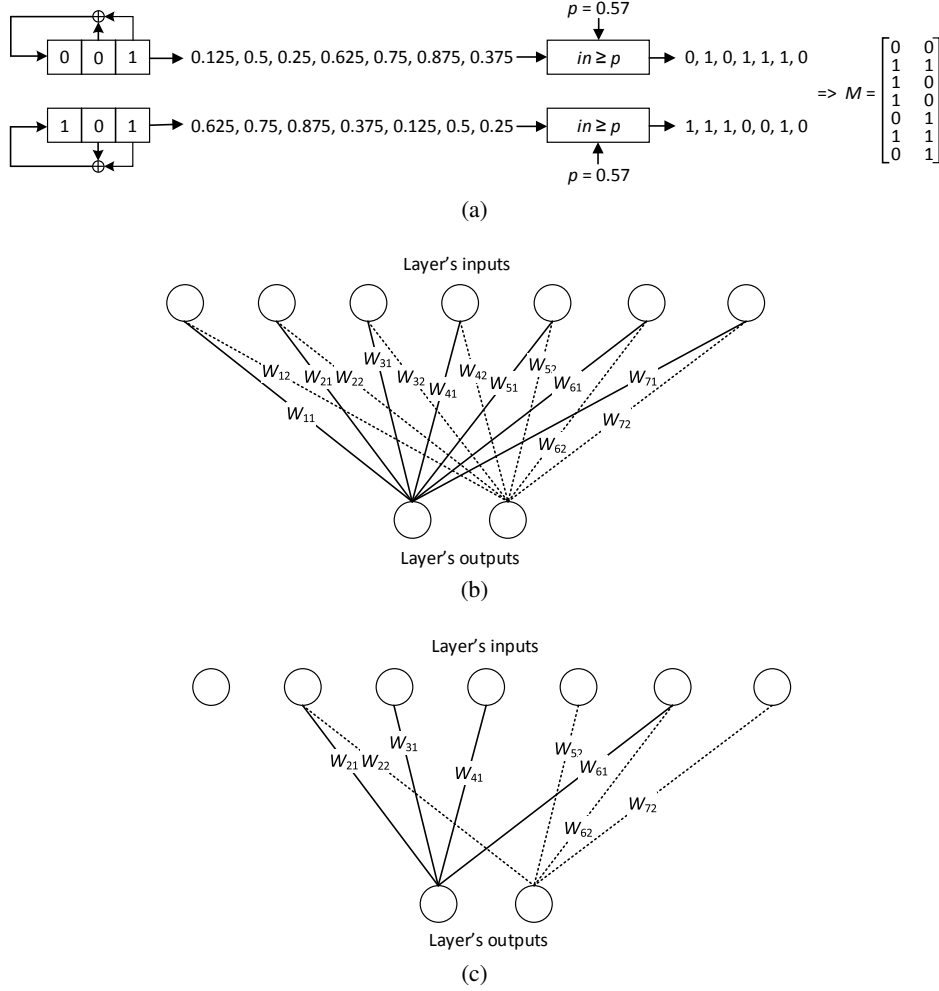 p = 0.57
0 0 1
0.125, 0.5, 0.25, 0.625, 0.75, 0.875, 0.375
in ≥ p
0, 1, 0, 1, 1, 1, 0
1 0 1
0.625, 0.75, 0.875, 0.375, 0.125, 0.5, 0.25
in ≥ p
1, 1, 1, 0, 0, 1, 0
p = 0.57
=> M =
0 0
1 1
1 0
1 0
0 1
1 1
0 1
(a)
Layer's inputs
W12 W21 W22 W31 W32 W41 W42 W51 W52 W61 W71
W11 W62 W72
Layer's outputs
(b)
Layer's inputs
W21 W22 W31 W41 W52 W61
W62 W72
Layer's outputs
(c)